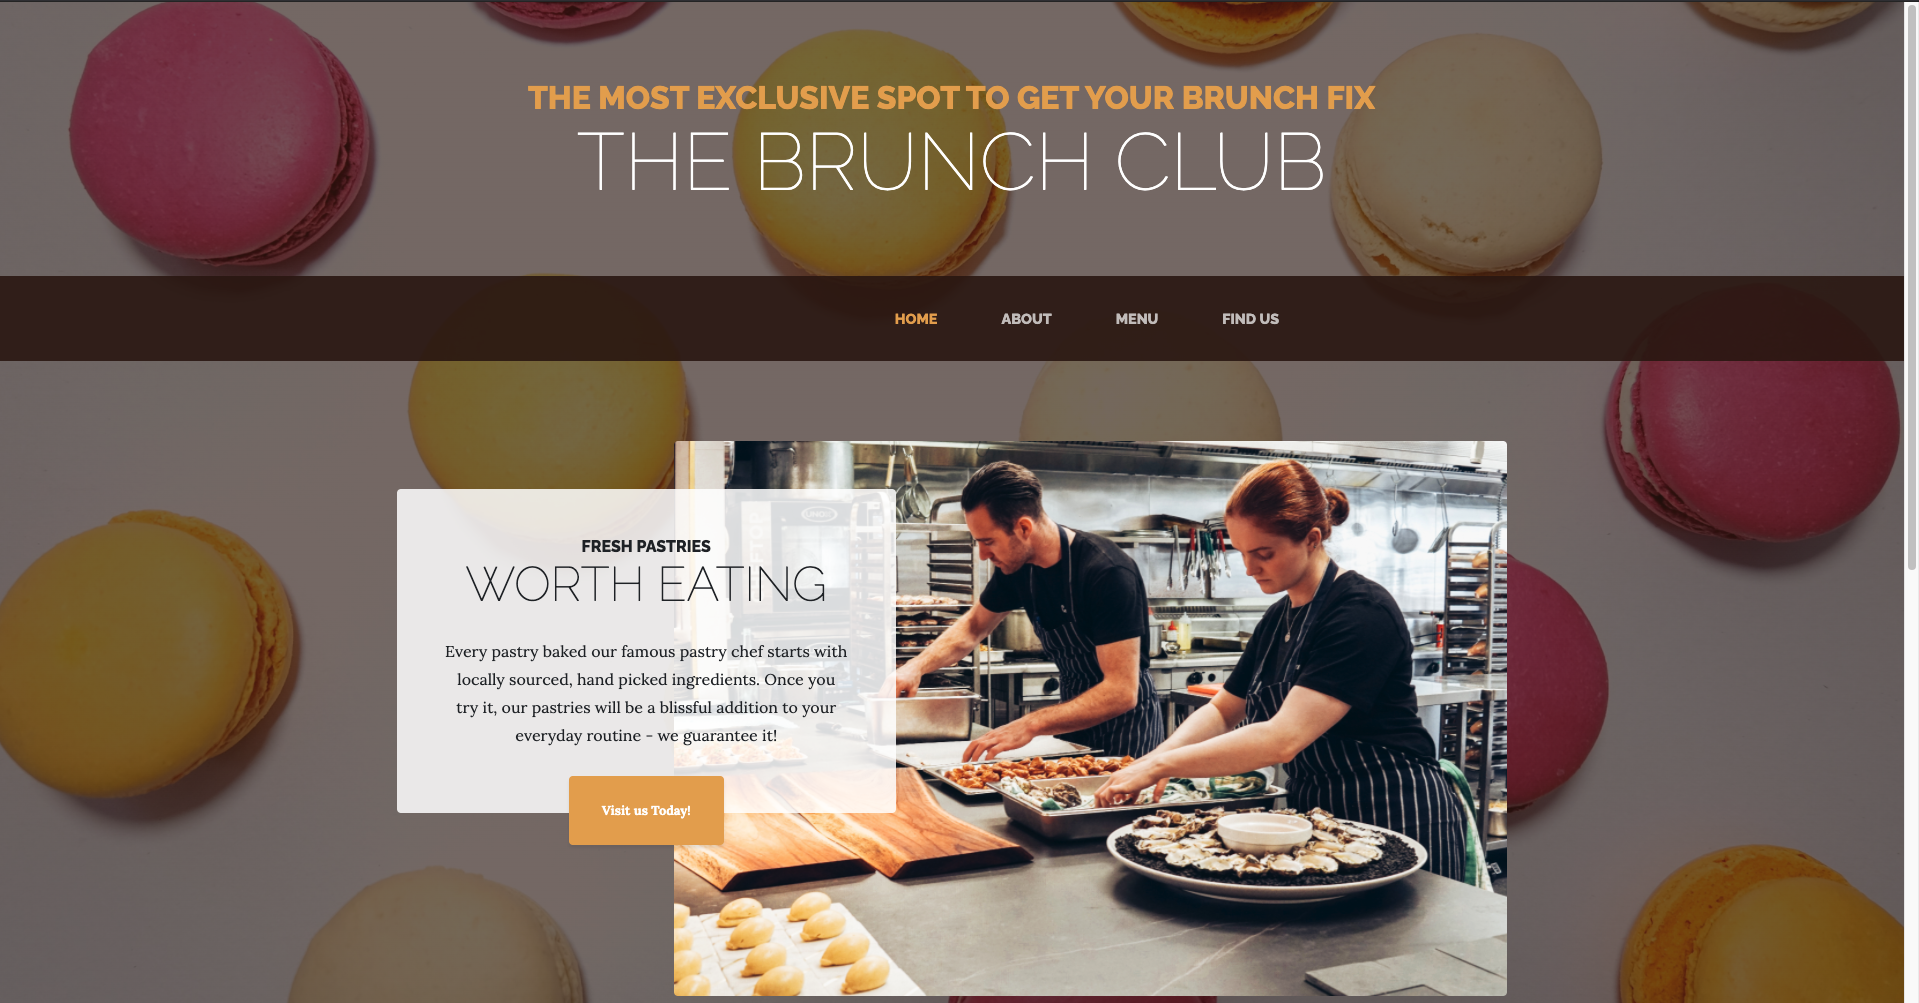 THE MOST EXCLUSIVE SPOT TO GET YOUR BRUNCH FIX
THE BRUNCH CLUB
HOME ABOUT MENU FIND US
FRESH PASTRIES
WORTH EATING
Every pastry baked our famous pastry chef starts with
locally sourced, hand picked ingredients. Once you
try it, our pastries will be a blissful addition to your
everyday routine - we guarantee it!
Visit us Today!